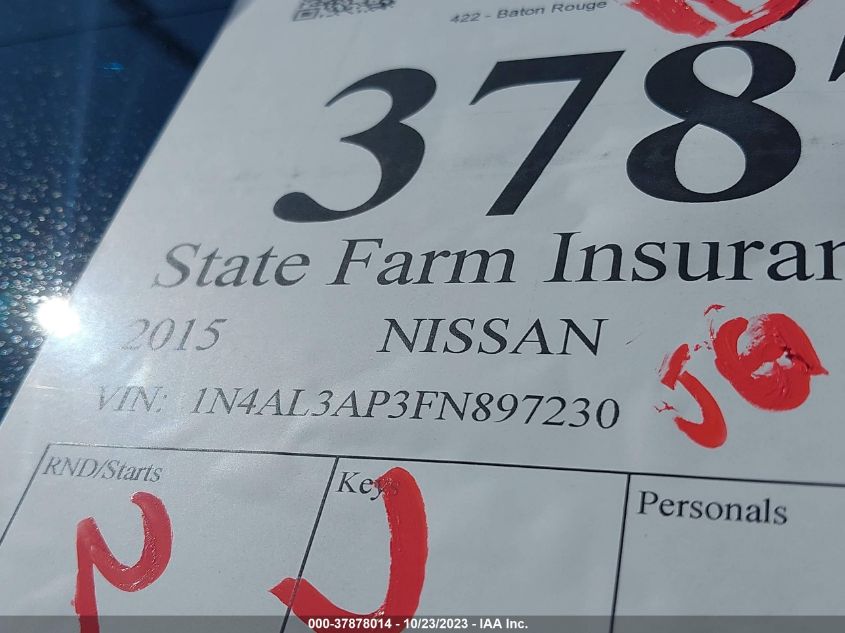 422 - Baton Rouge
378
State Farm Insuran
2015 NISSAN
VIN: 1N4AL3AP3FN897230
RND/Starts Keys Personals
000-37878014 - 10/23/2023 - IAA Inc.